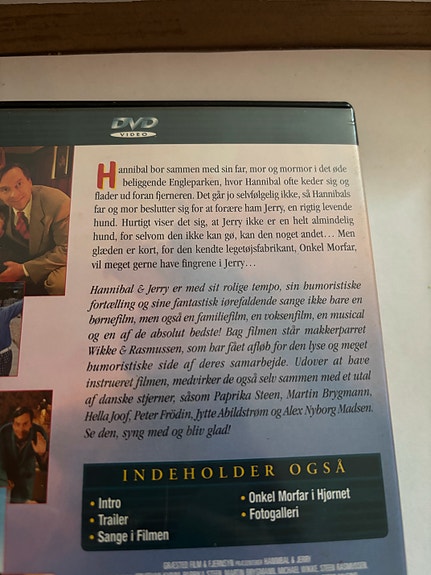 DVD
VIDEO
Hannibal bor sammen med sin far, mor og mormor i det øde
beliggende Engleparken, hvor Hannibal ofte keder sig og
flader ud foran fjerneren. Det går jo selvfølgelig ikke, så Hannibals
far og mor beslutter sig for at forære ham Jerry, en rigtig levende
hund. Hurtigt viser det sig, at Jerry ikke er en helt almindelig
hund, for selvom den ikke kan gø, kan den noget andet… Men
glæden er kort, for den kendte legetøjsfabrikant, Onkel Morfar,
vil meget gerne have fingrene i Jerry…
Hannibal & Jerry er med sit rolige tempo, sin humoristiske
fortælling og sine fantastisk iørefaldende sange ikke bare en
børnefilm, men også en familiefilm, en voksenfilm, en musical
og en af de absolut bedste! Bag filmen står makkerparret
Wikke & Rasmussen, som har fået afløb for den lyse og meget
humoristiske side af deres samarbejde. Udover at have
instrueret filmen, medvirker de også selv sammen med et utal
af danske stjerner, såsom Paprika Steen, Martin Brygmann,
Hella Joof, Peter Frödin, Jytte Abildstrøm og Alex Nyborg Madsen.
Se den, syng med og bliv glad!
INDEHOLDER OGSÅ
• Intro
• Trailer
• Sange i Filmen
• Onkel Morfar i Hjørnet
• Fotogalleri
GRÆSTED FILM & FJERNSYN PRÆSENTERER HANNIBAL & JERRY